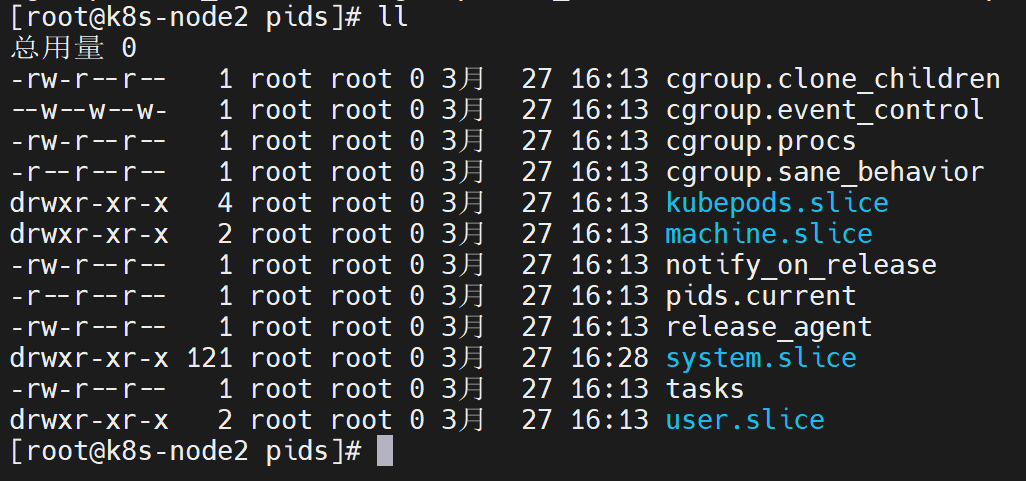 [root@k8s-node2 pids]# ll
总用量 0
-rw-r--r--   1 root root 0 3月  27 16:13 cgroup.clone_children
--w--w--w-   1 root root 0 3月  27 16:13 cgroup.event_control
-rw-r--r--   1 root root 0 3月  27 16:13 cgroup.procs
-r--r--r--   1 root root 0 3月  27 16:13 cgroup.sane_behavior
drwxr-xr-x   4 root root 0 3月  27 16:13 kubepods.slice
drwxr-xr-x   2 root root 0 3月  27 16:13 machine.slice
-rw-r--r--   1 root root 0 3月  27 16:13 notify_on_release
-r--r--r--   1 root root 0 3月  27 16:13 pids.current
-rw-r--r--   1 root root 0 3月  27 16:13 release_agent
drwxr-xr-x 121 root root 0 3月  27 16:28 system.slice
-rw-r--r--   1 root root 0 3月  27 16:13 tasks
drwxr-xr-x   2 root root 0 3月  27 16:13 user.slice
[root@k8s-node2 pids]#